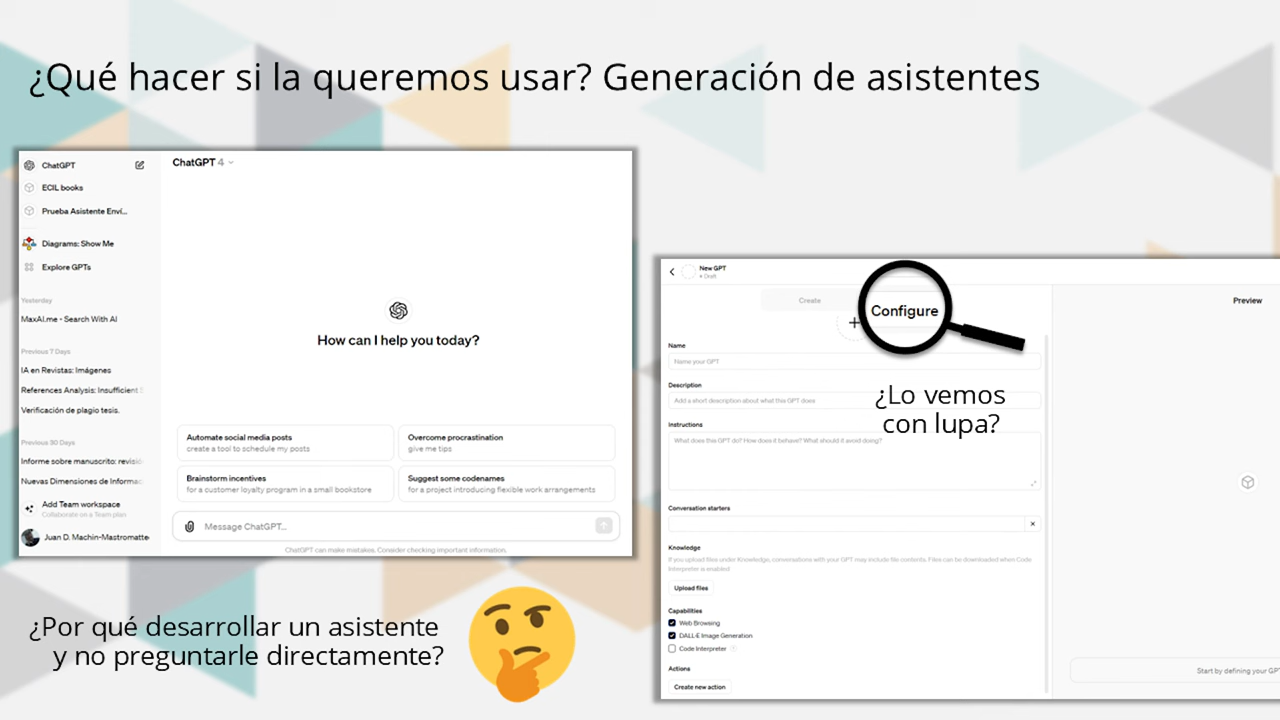 ¿Qué hacer si la queremos usar? Generación de asistentes
ChatGPT
ECIL books
Prueba Asistente Enví...
Diagrams: Show Me
Explore GPTs
Yesterday
MaxAI.me - Search With AI
Previous 7 Days
IA en Revistas: Imágenes
References Analysis: Insufficient
Verificación de plagio tesis.
Previous 30 Days
Informe sobre manuscrito: revisió
Nuevas Dimensiones de Informac
Add Team workspace
Collaborate on a Team plan
Juan D. Machin-Mastromatte
ChatGPT 4
How can I help you today?
Automate social media posts
create a tool to schedule my posts
Overcome procrastination
give me tips
Brainstorm incentives
for a customer loyalty program in a small bookstore
Suggest some codenames
for a project introducing flexible work arrangements
Message ChatGPT...
ChatGPT can make mistakes. Consider checking important information.
¿Por qué desarrollar un asistente
y no preguntarle directamente?
New GPT
• Draft
Create
Configure
Preview
Name
Name your GPT
Description
Add a short description about what this GPT does
¿Lo vemos
con lupa?
Instructions
What does this GPT do? How does it behave? What should it avoid doing?
Conversation starters
Knowledge
If you upload files under Knowledge, conversations with your GPT may include file contents. Files can be downloaded when Code
Interpreter is enabled
Upload files
Capabilities
Web Browsing
DALL·E Image Generation
Code Interpreter
Actions
Create new action
Start by defining your GPT